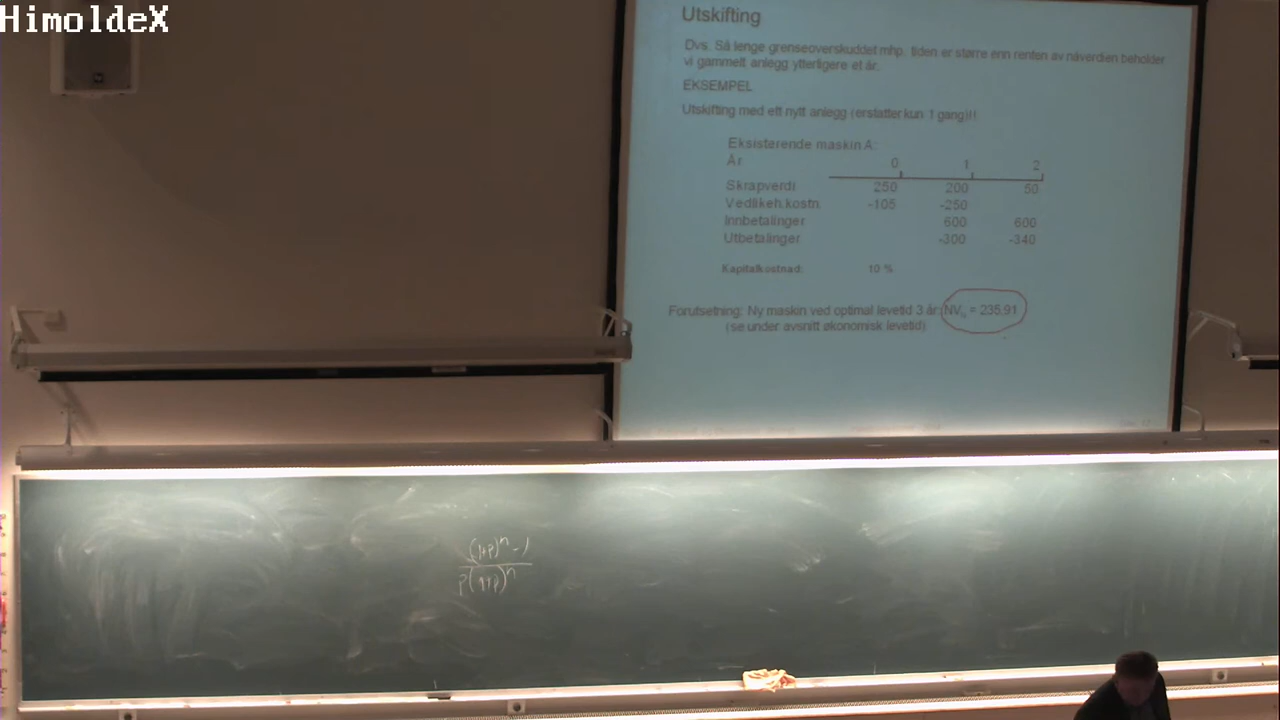 HimoldeX
Utskifting
Dvs. Så lenge grenseoverskuddet mhp. tiden er større enn renten av nåverdien beholder
vi gammelt anlegg ytterligere et år.
EKSEMPEL
Utskifting med ett nytt anlegg (erstatter kun 1 gang)!!
Eksisterende maskin A:
År 0 1 2
Skrapverdi 250 200 50
Vedlikeh.kostn. -105 -250
Innbetalinger 600 600
Utbetalinger -300 -340
Kapitalkostnad: 10 %
Forutsetning: Ny maskin ved optimal levetid 3 år: NVn = 235,91
(se under avsnitt økonomisk levetid)
(1+p)^n - 1
p(1+p)^n